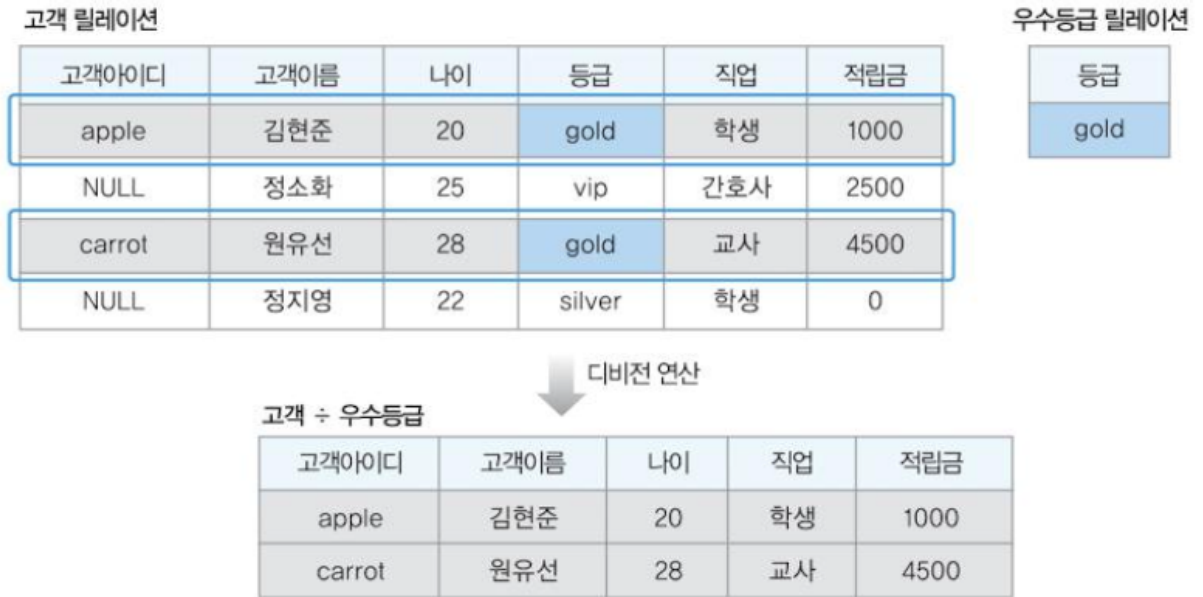 고객 릴레이션 우수등급 릴레이션
고객아이디 고객이름 나이 등급 직업 적립금 등급
apple 김현준 20 gold 학생 1000 gold
NULL 정소화 25 vip 간호사 2500
carrot 원유선 28 gold 교사 4500
NULL 정지영 22 silver 학생 0
디비전 연산
고객 ÷ 우수등급
고객아이디 고객이름 나이 직업 적립금
apple 김현준 20 학생 1000
carrot 원유선 28 교사 4500